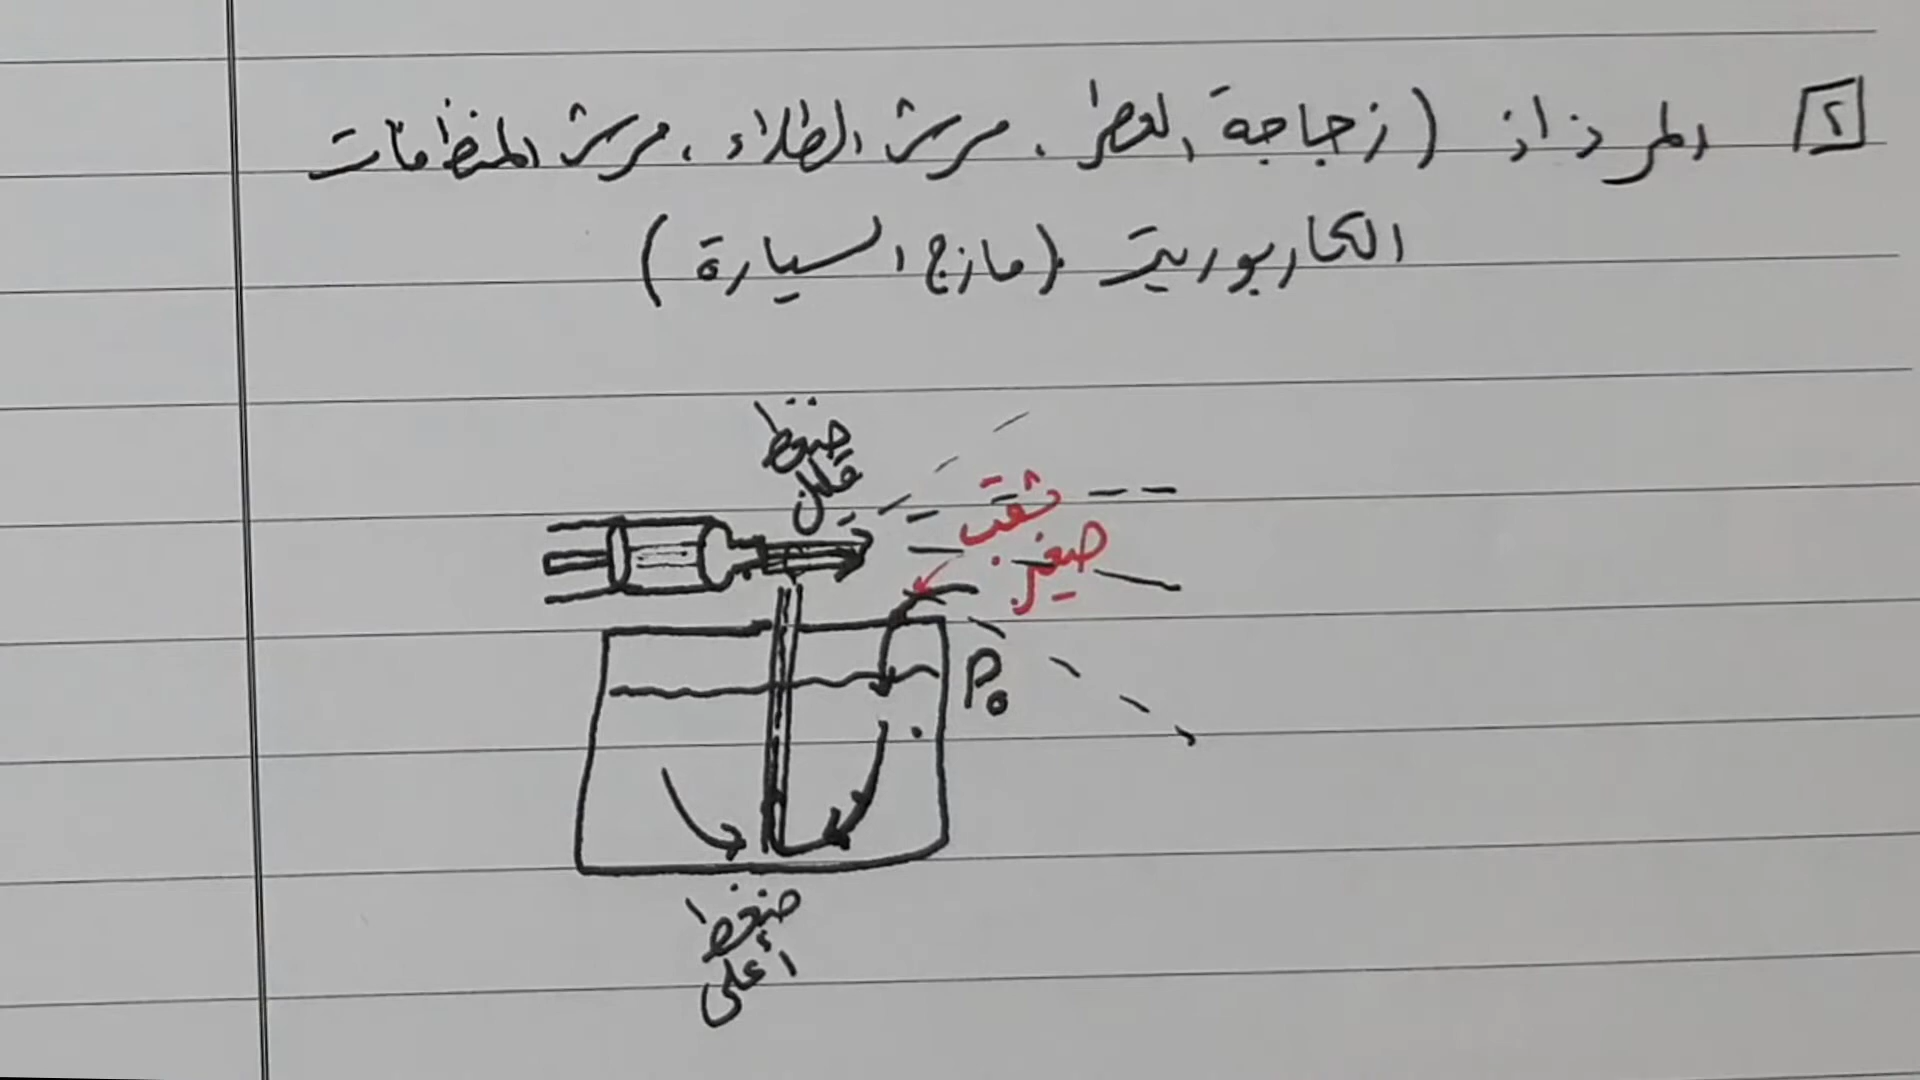 ٢ المرذاذ (زجاجة العطر، مرش الطلاء، مرش المنظفات
الكاربوريتر (مازج السيارة)
ضغط
قليل
ثقب
صغير
P₀
ضغط
أعلى